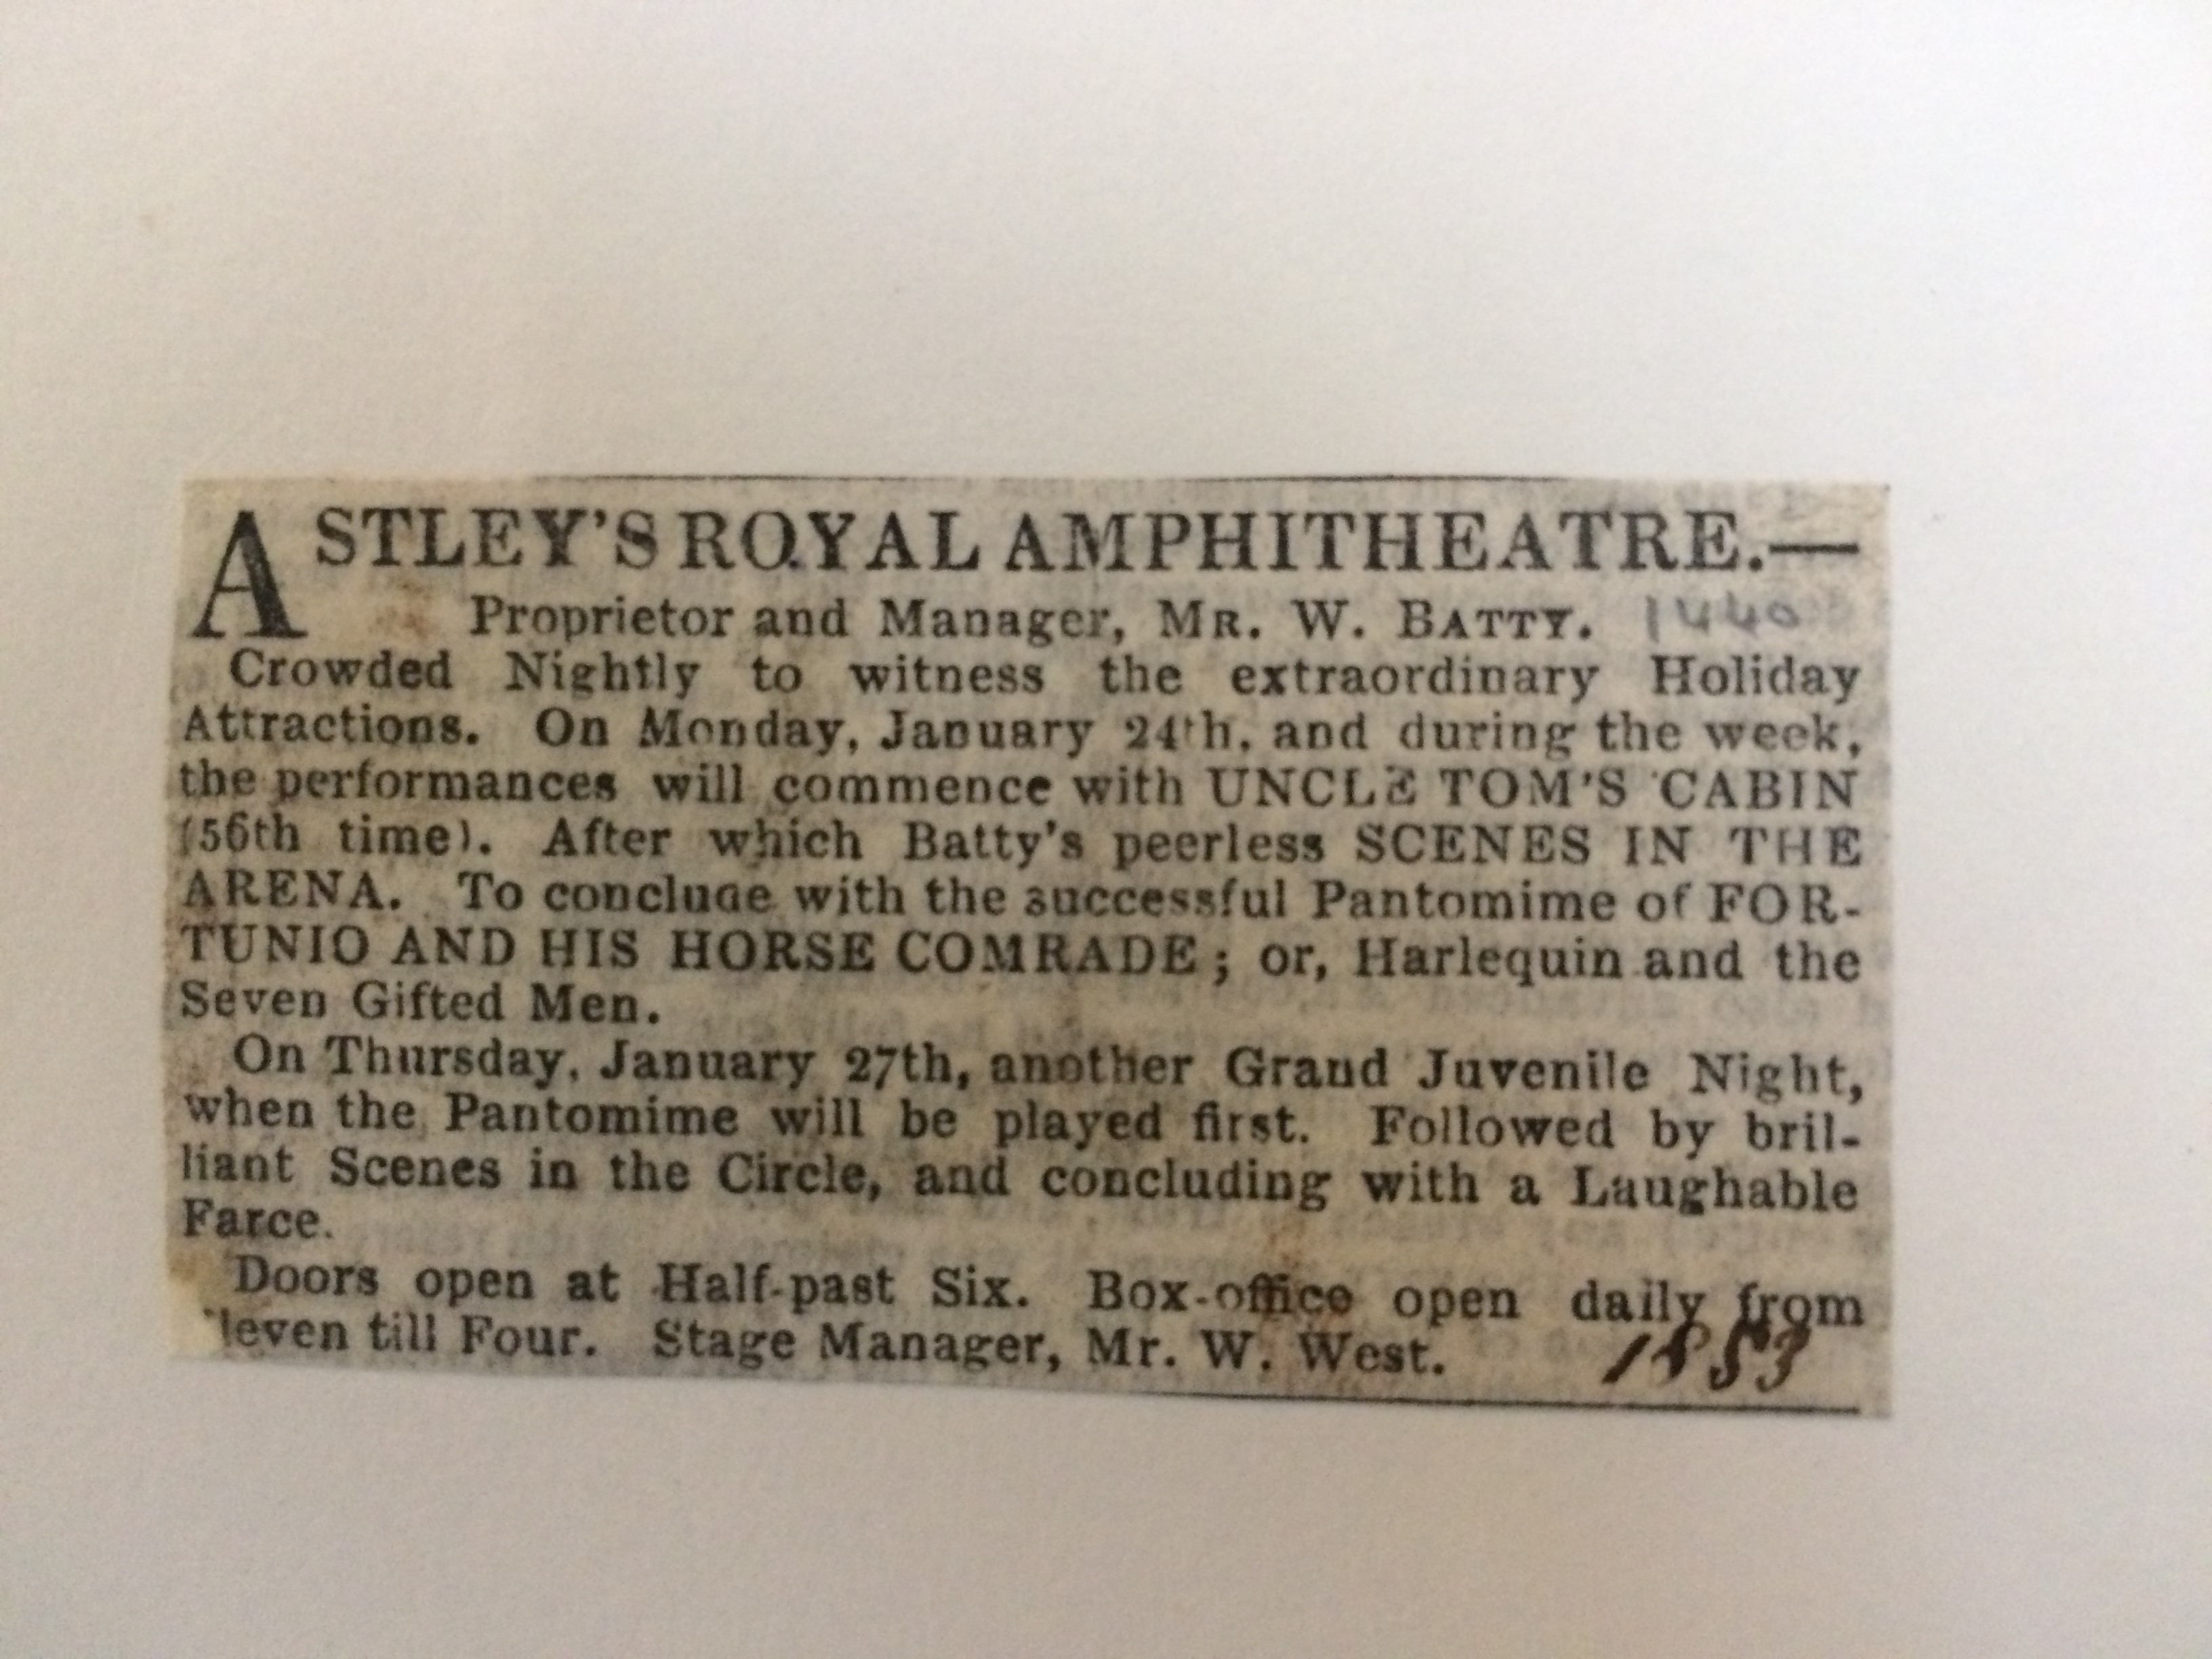 ASTLEY'S ROYAL AMPHITHEATRE.—
Proprietor and Manager, MR. W. BATTY. 1440
Crowded Nightly to witness the extraordinary Holiday
Attractions. On Monday, January 24th, and during the week,
the performances will commence with UNCLE TOM'S CABIN
(56th time). After which Batty's peerless SCENES IN THE
ARENA. To conclude with the successful Pantomime of FOR-
TUNIO AND HIS HORSE COMRADE; or, Harlequin and the
Seven Gifted Men.
On Thursday, January 27th, another Grand Juvenile Night,
when the Pantomime will be played first. Followed by bril-
liant Scenes in the Circle, and concluding with a Laughable
Farce.
Doors open at Half-past Six. Box-office open daily from
leven till Four. Stage Manager, Mr. W. West. 1853